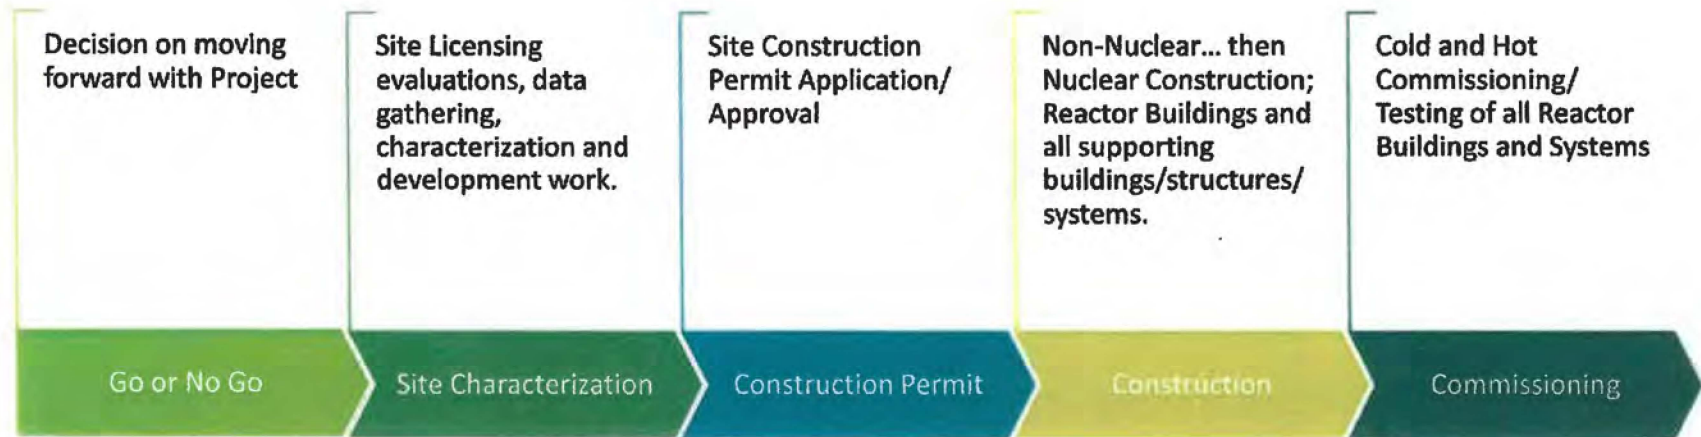 Decision on moving
forward with Project
Site Licensing
evaluations, data
gathering,
characterization and
development work.
Site Construction
Permit Application/
Approval
Non-Nuclear... then
Nuclear Construction;
Reactor Buildings and
all supporting
buildings/structures/
systems.
Cold and Hot
Commissioning/
Testing of all Reactor
Buildings and Systems
Go or No Go
Site Characterization
Construction Permit
Construction
Commissioning